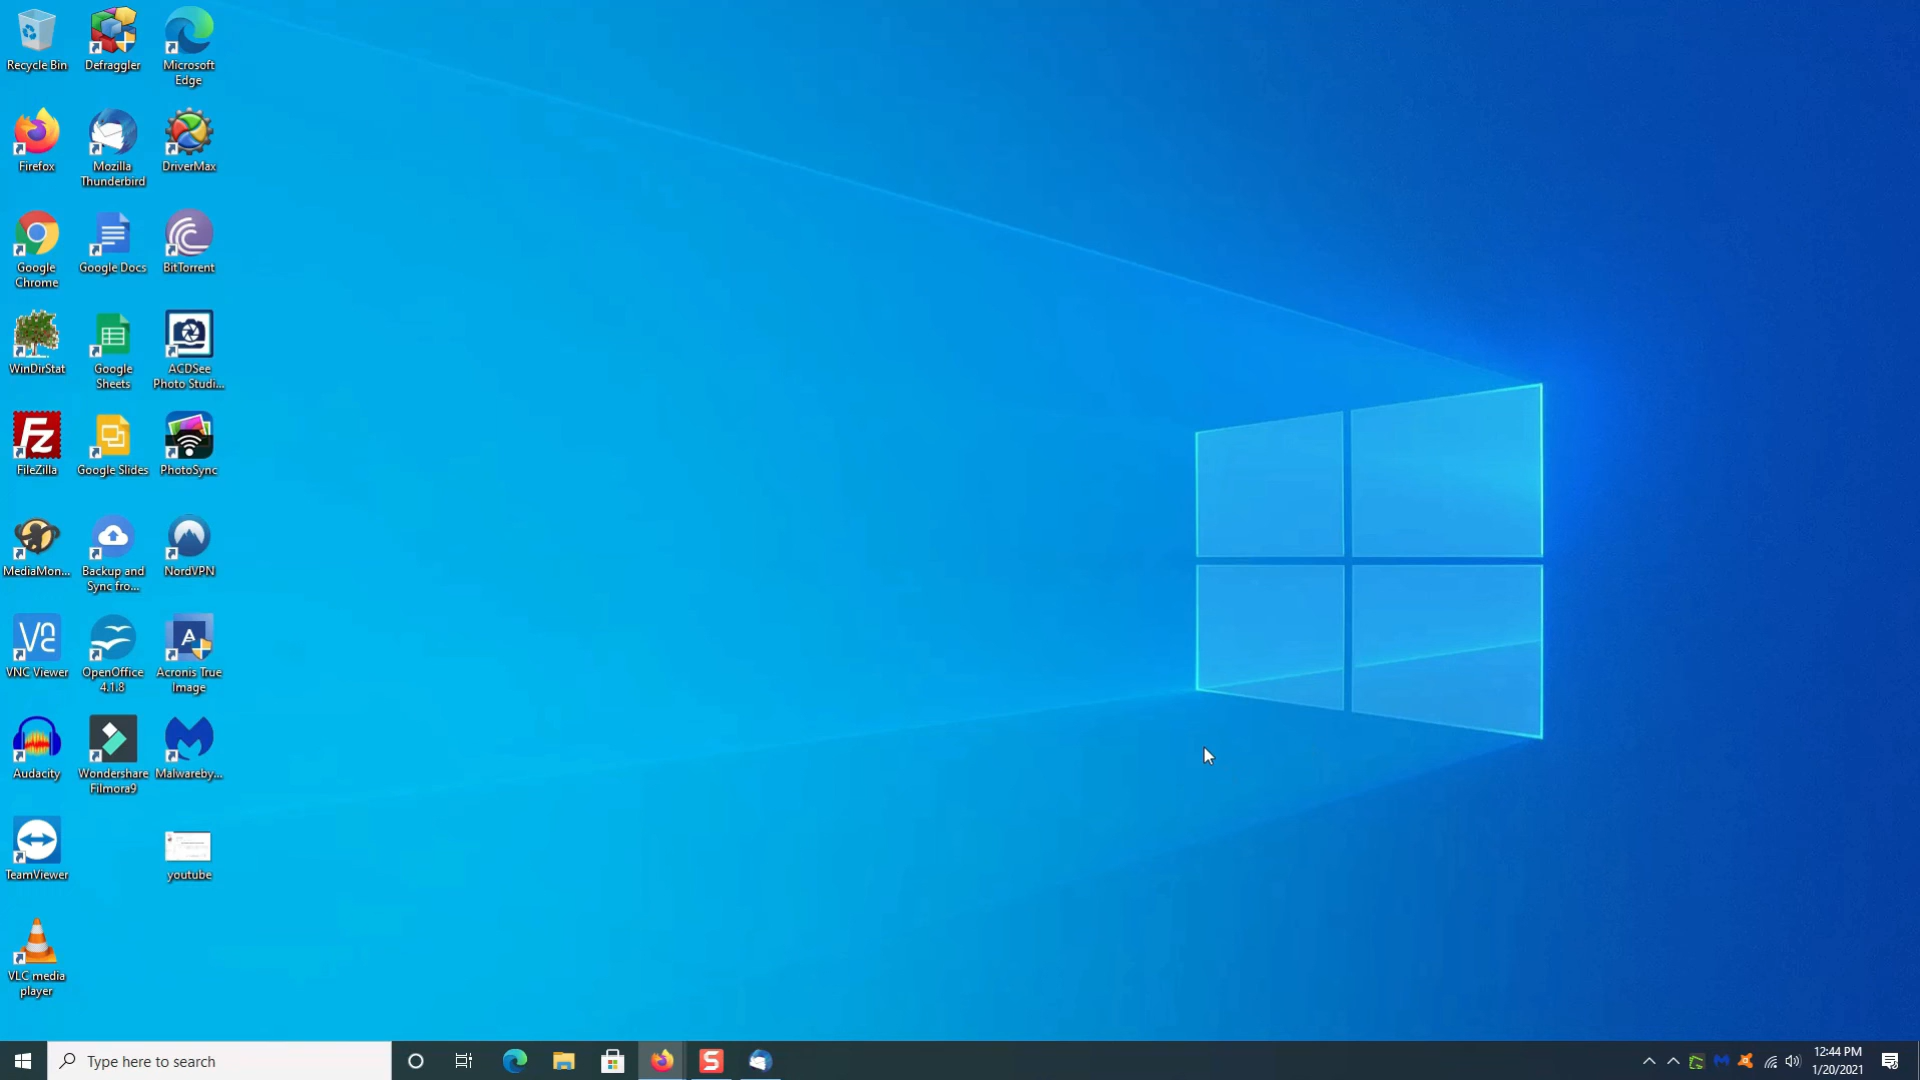 Recycle Bin
Defraggler
Microsoft
Edge
Firefox
Mozilla
Thunderbird
DriverMax
Google
Chrome
Google Docs
BitTorrent
WinDirStat
Google
Sheets
ACDSee
Photo Studi...
Fz
FileZilla
Google Slides
PhotoSync
MediaMon...
Backup and
Sync fro...
NordVPN
VNC Viewer
OpenOffice
4.1.8
Acronis True
Image
Audacity
Wondershare
Filmora9
Malwareby...
TeamViewer
youtube
VLC media
player
Type here to search
S
12:44 PM
1/20/2021